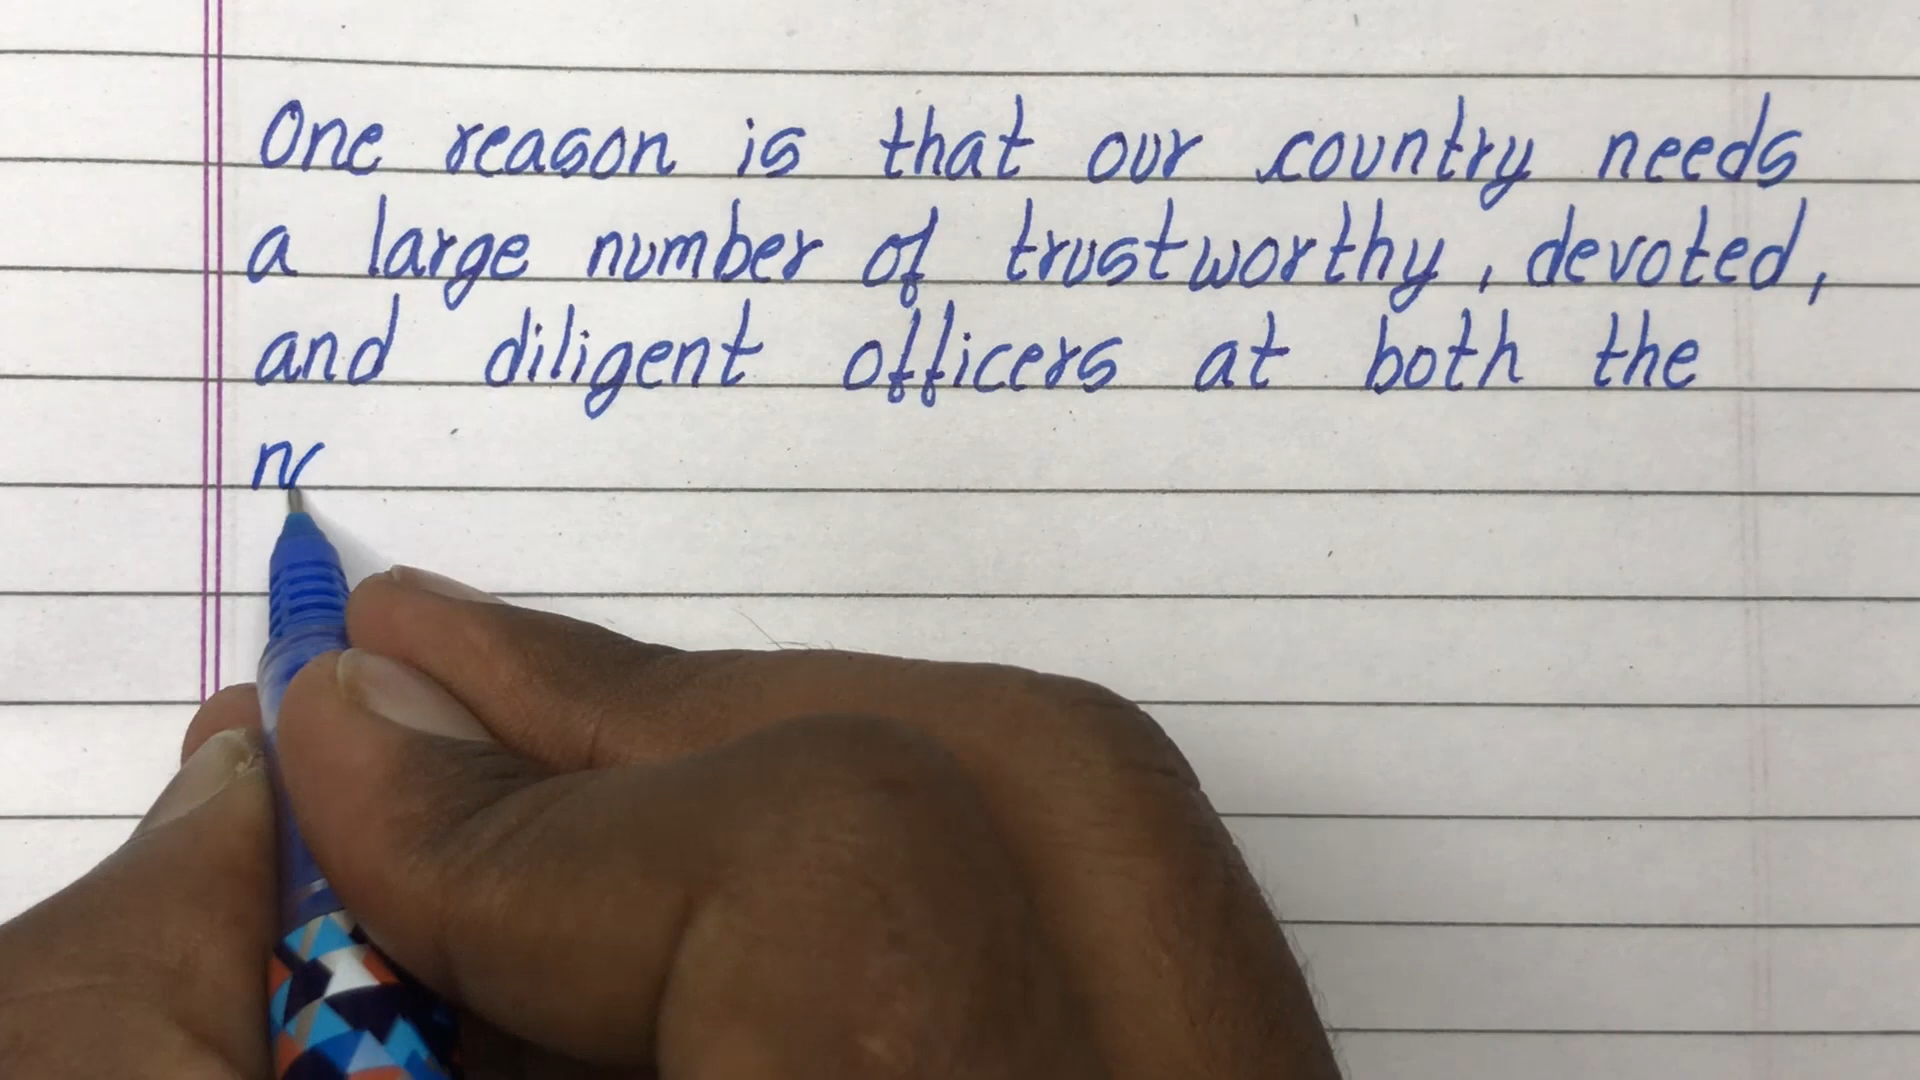 One reason is that our country needs
a large number of trustworthy, devoted,
and diligent officers at both the